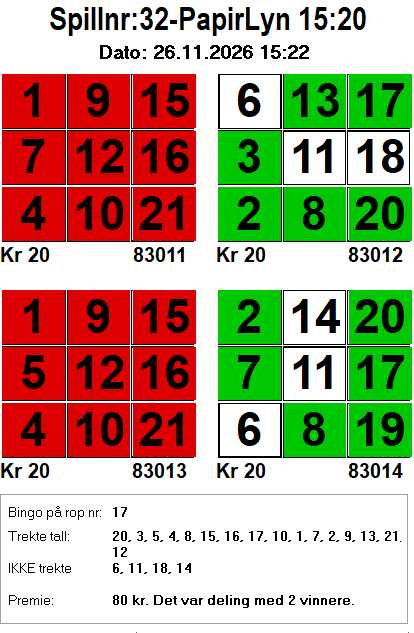 Spillnr:32-PapirLyn 15:20
Dato: 26.11.2026 15:22
1 9 15 6 13 17
7 12 16 3 11 18
4 10 21 2 8 20
Kr 20 83011 Kr 20 83012
1 9 15 2 14 20
5 12 16 7 11 17
4 10 21 6 8 19
Kr 20 83013 Kr 20 83014
Bingo på rop nr: 17
Trekte tall: 20, 3, 5, 4, 8, 15, 16, 17, 10, 1, 7, 2, 9, 13, 21,
12
IKKE trekte 6, 11, 18, 14
Premie: 80 kr. Det var deling med 2 vinnere.